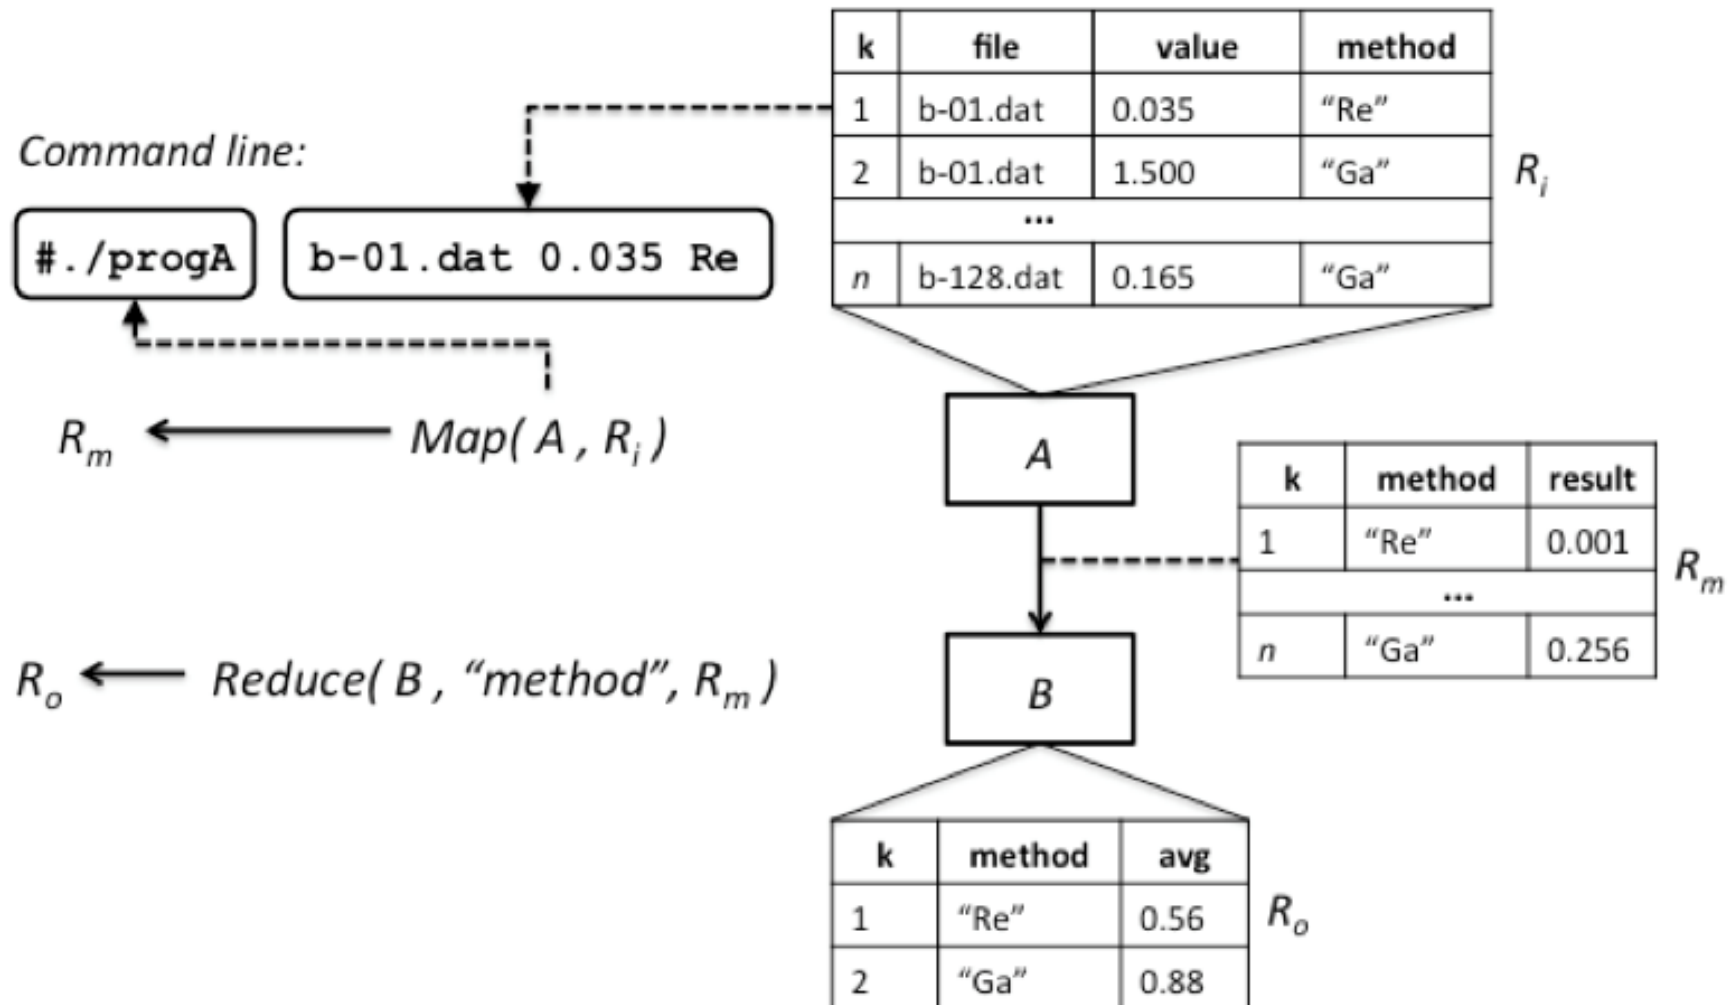 k file value method
1 b-01.dat 0.035 “Re”
2 b-01.dat 1.500 “Ga”
...
n b-128.dat 0.165 “Ga”
Rᵢ
Command line:
#./progA b-01.dat 0.035 Re
Rₘ Map( A , Rᵢ )
A
k method result
1 “Re” 0.001
...
n “Ga” 0.256
Rₘ
Rₒ Reduce( B , “method”, Rₘ )
B
k method avg
1 “Re” 0.56
2 “Ga” 0.88
Rₒ